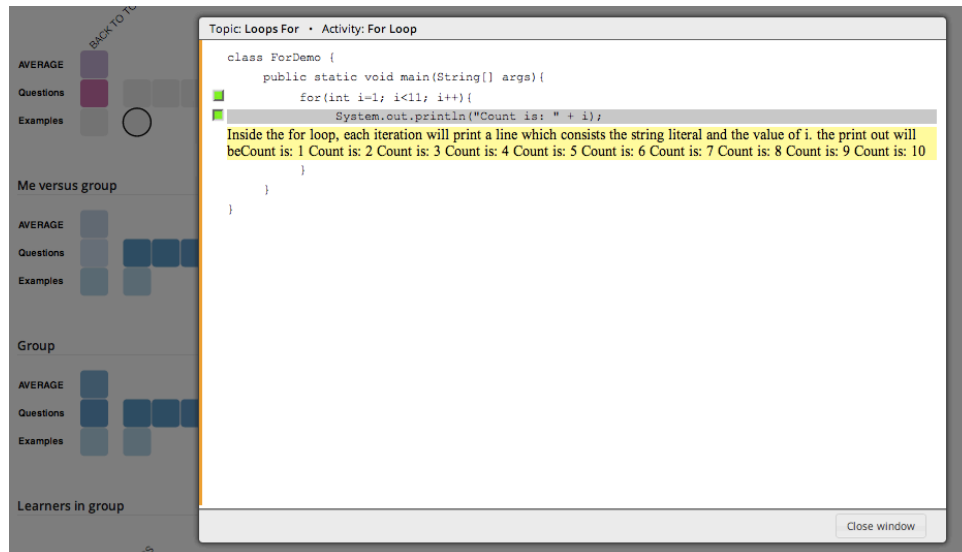 BACK TO TO
AVERAGE
Questions
Examples
Me versus group
AVERAGE
Questions
Examples
Group
AVERAGE
Questions
Examples
Learners in group
Topic: Loops For • Activity: For Loop
class ForDemo {
public static void main(String[] args){
for(int i=1; i<11; i++){
System.out.println("Count is: " + i);
Inside the for loop, each iteration will print a line which consists the string literal and the value of i. the print out will
beCount is: 1 Count is: 2 Count is: 3 Count is: 4 Count is: 5 Count is: 6 Count is: 7 Count is: 8 Count is: 9 Count is: 10
}
}
}
Close window